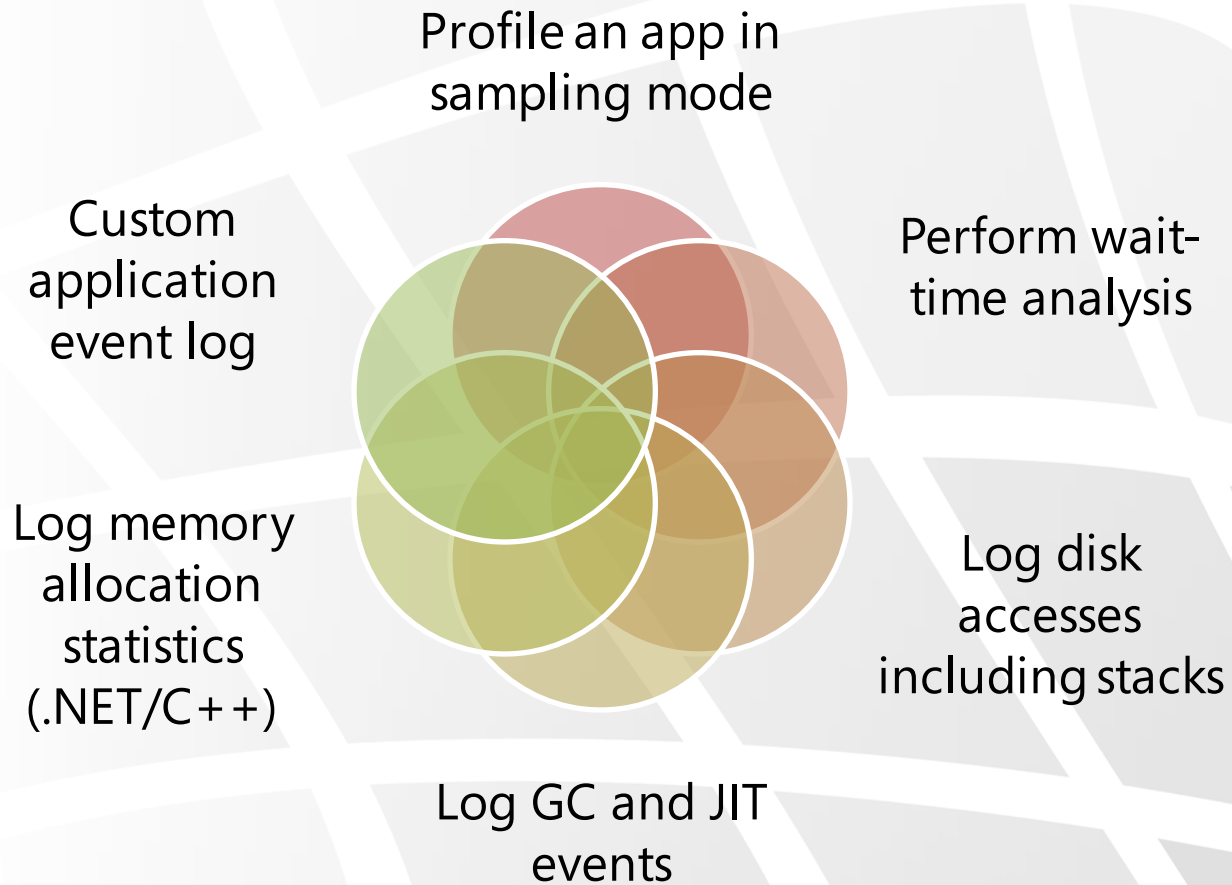 Profile an app in
sampling mode
Custom
application
event log
Perform wait-
time analysis
Log memory
allocation
statistics
(.NET/C++)
Log disk
accesses
including stacks
Log GC and JIT
events